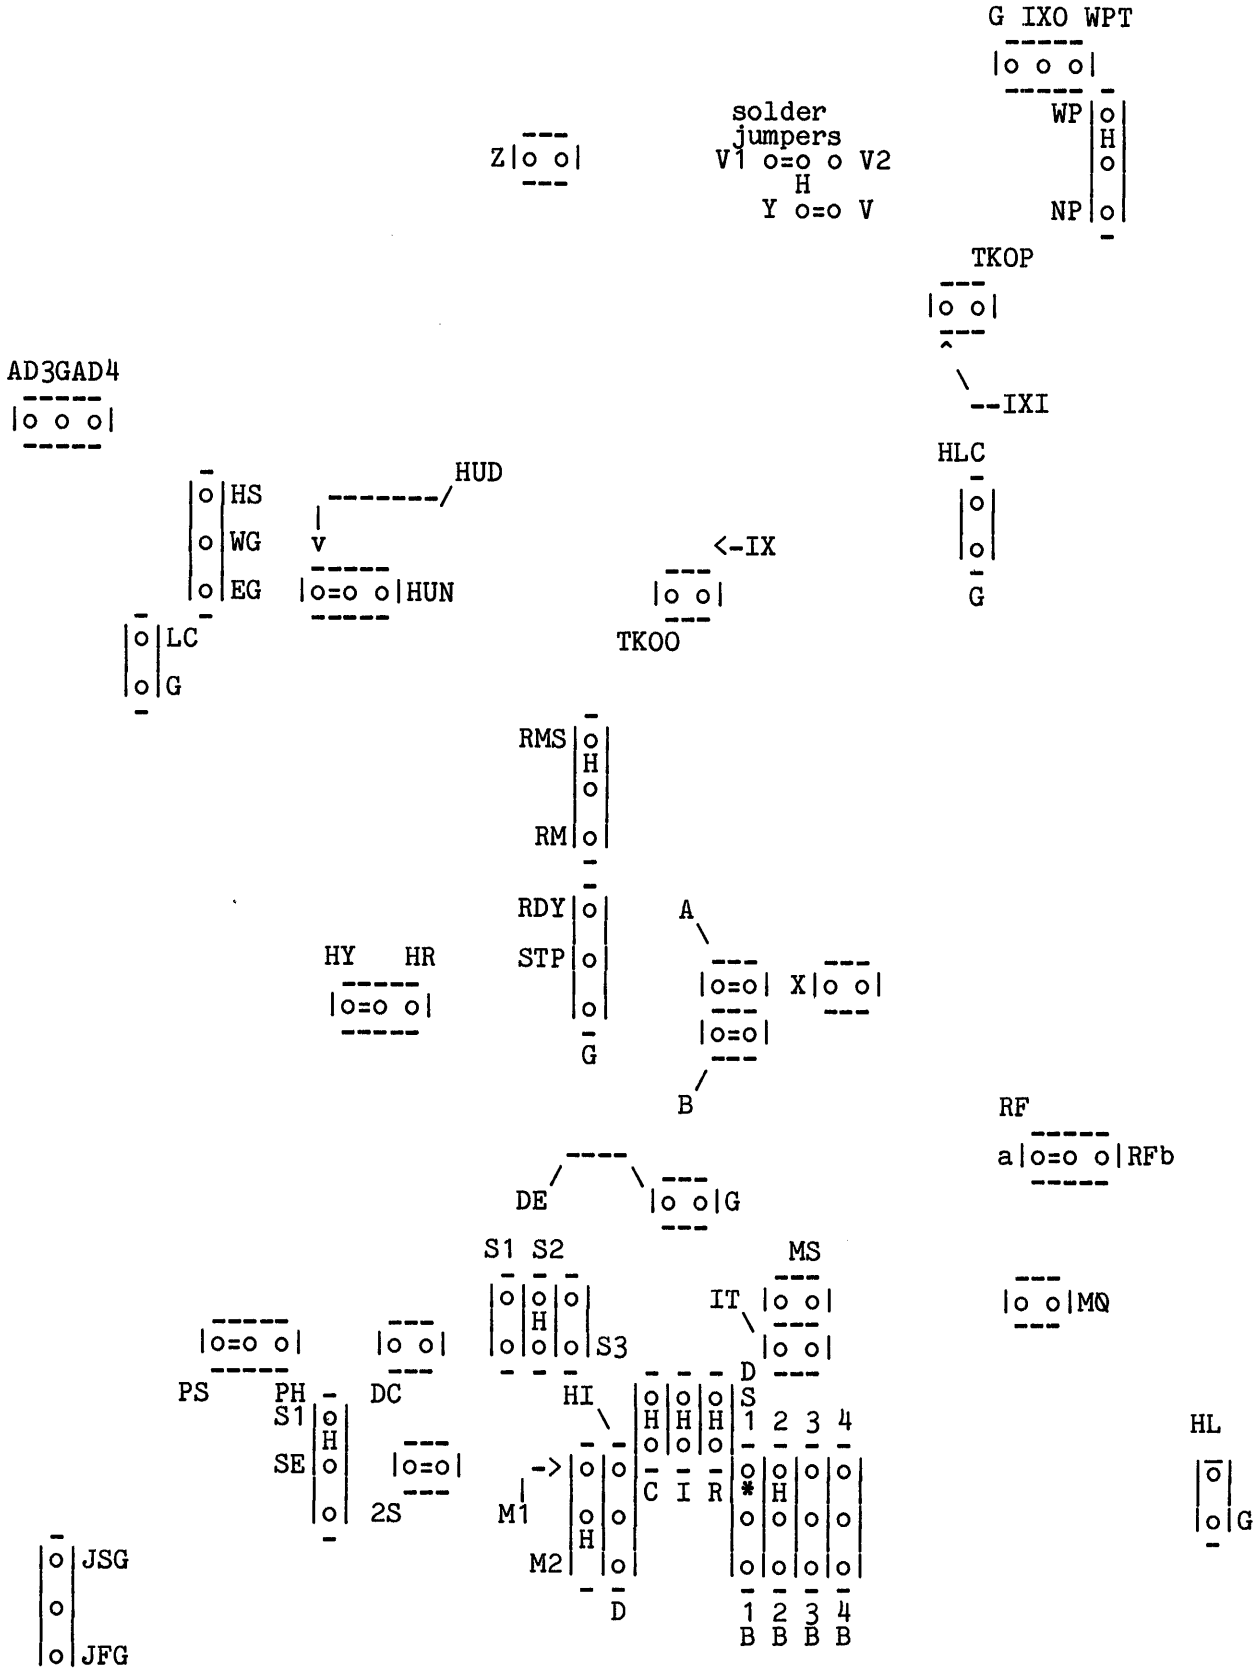 G IXO WPT
-----
|o o o|
----- -
solder WP |o|
jumpers |H|
--- V1 o=o o V2 |o|
Z|o o| H
--- Y o=o V NP |o|
-
TKOP
---
|o o|
---
^
AD3GAD4 \
----- --IXI
|o o o|
----- HLC
- HUD -
|o|HS -------/ |o|
|
|o|WG v <-IX |o|
----- --- -
|o|EG |o=o o|HUN |o o| G
- - ----- ---
|o|LC TKOO
|o|G
-
-
RMS|o|
|H|
|o|
RM|o|
-
-
RDY|o| A
\
HY HR STP|o| --- ---
----- |o=o| X|o o|
|o=o o| |o| --- ---
----- - |o=o|
G ---
/
B RF
-----
---- a|o=o o|RFb
/ \ --- -----
DE |o o|G
---
S1 S2 MS
- - - --- ---
|o|o|o| IT |o o| |o o|MQ
----- --- |H| \ --- ---
|o=o o| |o o| |o|o|o|S3 |o o|
----- --- - - - - - - D ---
PS PH - DC HI |o|o|o|S
S1|o| \ |H|H|H|1 2 3 4 HL
|H| --- - - |o|o|o|- - - - -
SE|o| |o=o| ->|o|o| - - -|o|o|o|o| |o|
--- | C I R|*|H| | |
|o| 2S M1 |o|o| |o|o|o|o| |o|G
- - |H| | -
|o|JSG M2| |o| |o|o|o|o|
- - - - - -
|o| D 1 2 3 4
B B B B
|o|JFG